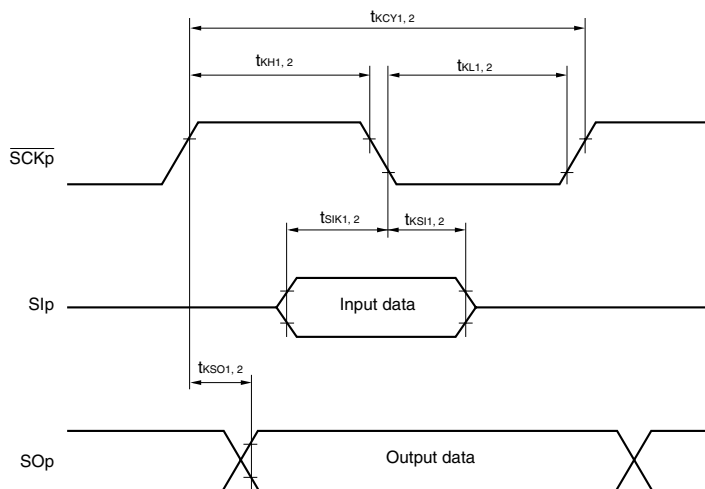 tKCY1, 2
tKH1, 2
tKL1, 2
SCKp
tSIK1, 2
tKSI1, 2
SIp
Input data
tKSO1, 2
SOp
Output data